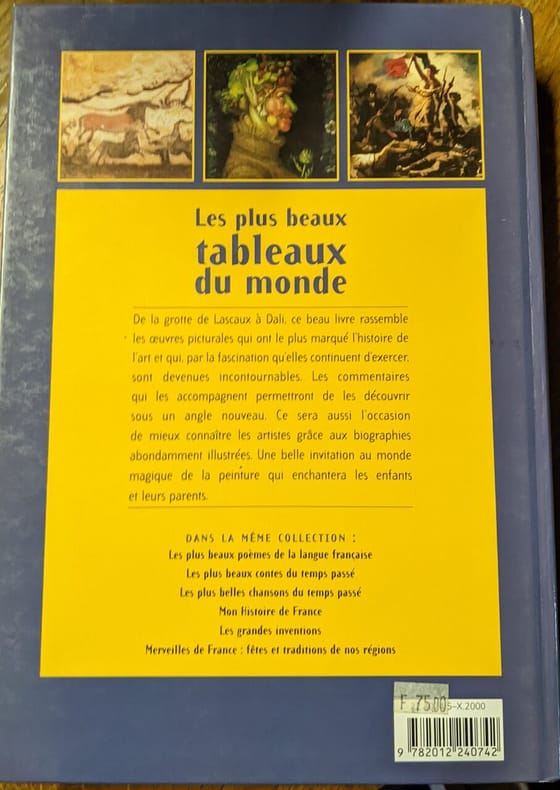 Les plus beaux
tableaux
du monde
De la grotte de Lascaux à Dali, ce beau livre rassemble
les œuvres picturales qui ont le plus marqué l'histoire de
l'art et qui, par la fascination qu'elles continuent d'exercer,
sont devenues incontournables. Les commentaires
qui les accompagnent permettront de les découvrir
sous un angle nouveau. Ce sera aussi l'occasion
de mieux connaître les artistes grâce aux biographies
abondamment illustrées. Une belle invitation au monde
magique de la peinture qui enchantera les enfants
et leurs parents.
DANS LA MÊME COLLECTION :
Les plus beaux poèmes de la langue française
Les plus beaux contes du temps passé
Les plus belles chansons du temps passé
Mon Histoire de France
Les grandes inventions
Merveilles de France : fêtes et traditions de nos régions
F 75.00 5-X.2000
9 782012 240742